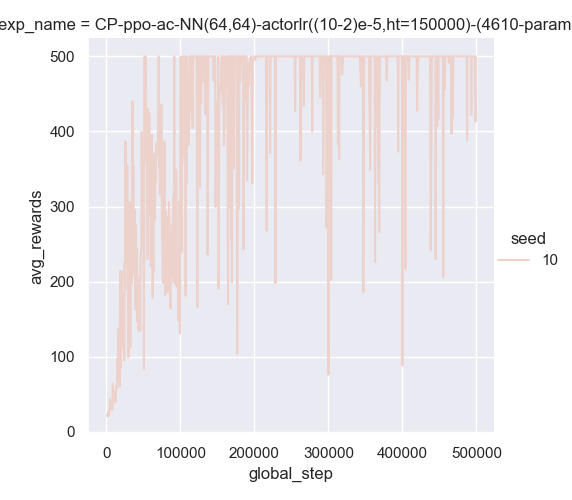 exp_name = CP-ppo-ac-NN(64,64)-actorlr((10-2)e-5,ht=150000)-(4610-param
500
400
300
200
100
0
avg_rewards
0 100000 200000 300000 400000 500000
global_step
seed
10